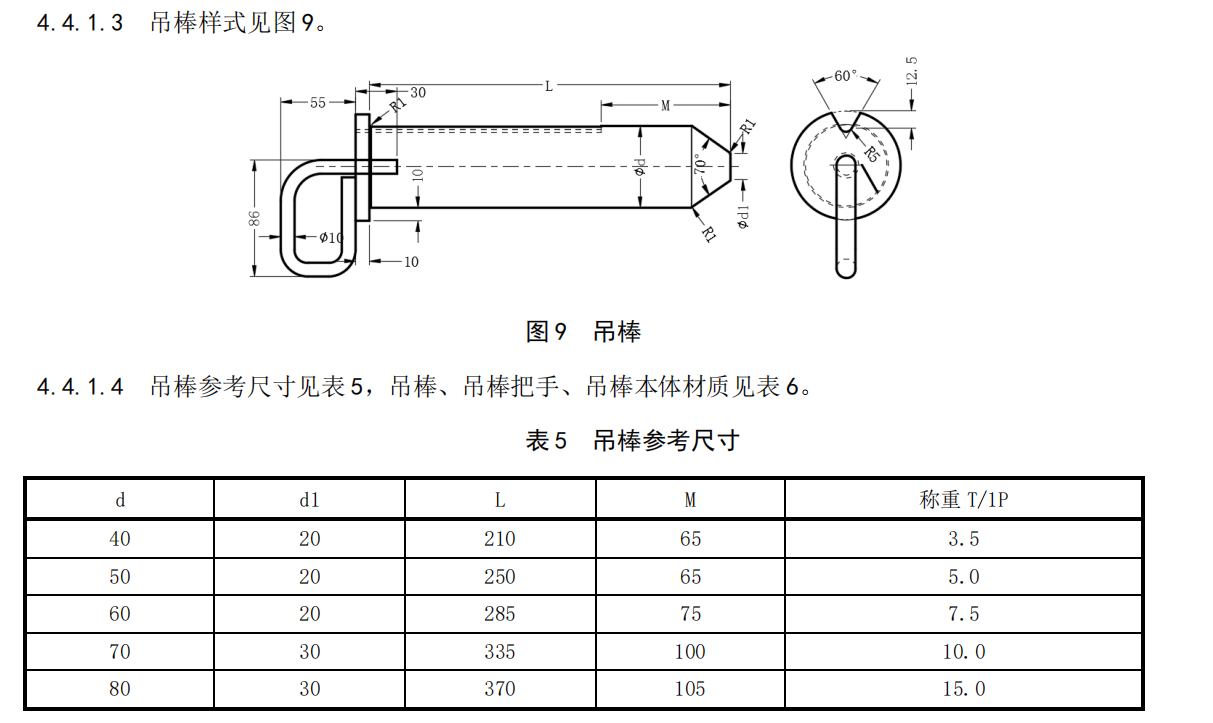 4.4.1.3 吊棒样式见图9。
L
60°
12.5
55
30
R1
M
R1
R5
10
Φd
70°
Φd1
86
Φ10
R1
10
图9 吊棒
4.4.1.4 吊棒参考尺寸见表5，吊棒、吊棒把手、吊棒本体材质见表6。
表5 吊棒参考尺寸
d d1 L M 称重 T/1P
40 20 210 65 3.5
50 20 250 65 5.0
60 20 285 75 7.5
70 30 335 100 10.0
80 30 370 105 15.0